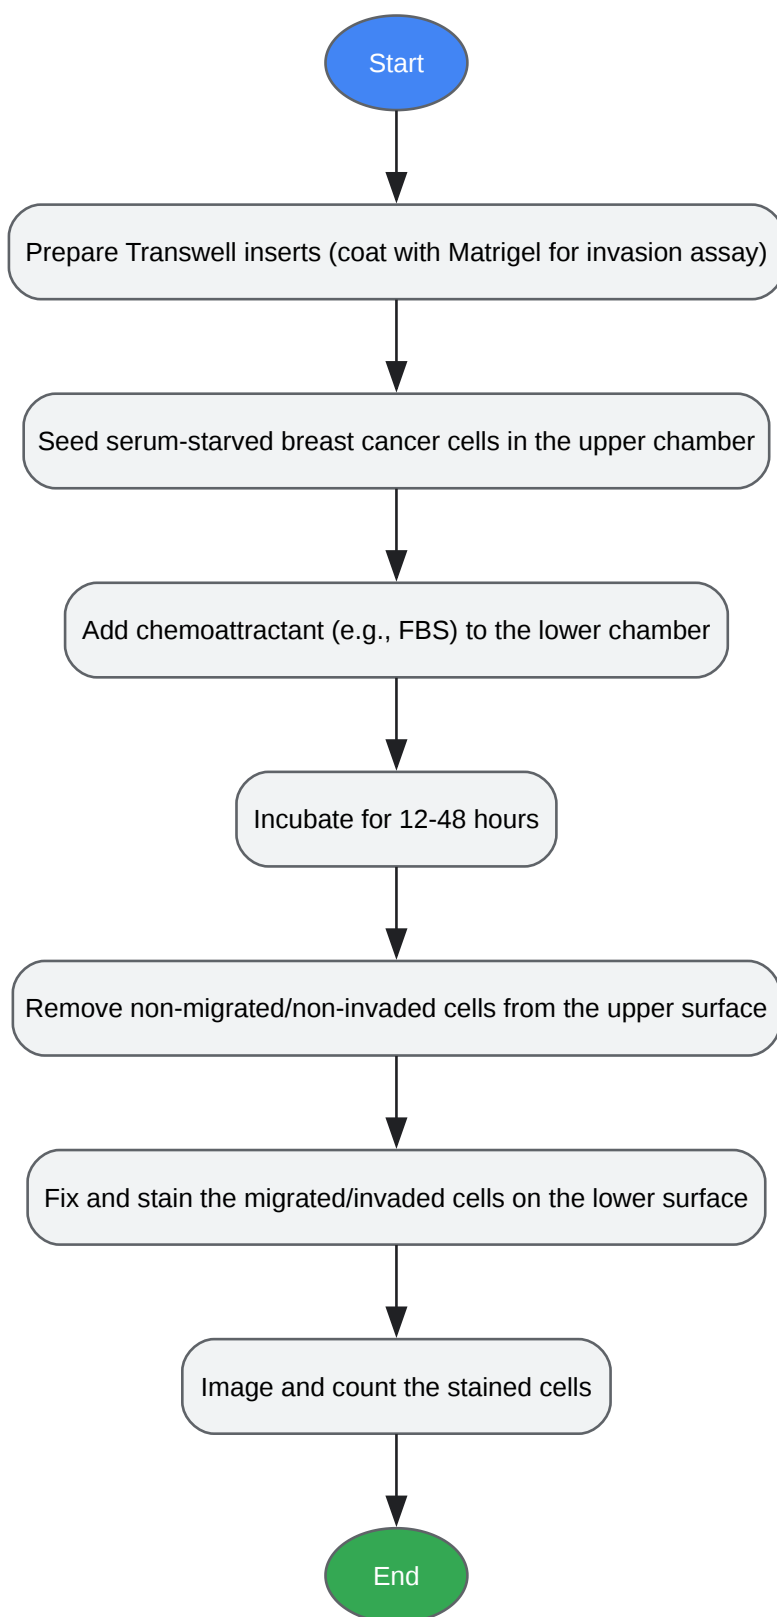 Start
Prepare Transwell inserts (coat with Matrigel for invasion assay)
Seed serum-starved breast cancer cells in the upper chamber
Add chemoattractant (e.g., FBS) to the lower chamber
Incubate for 12-48 hours
Remove non-migrated/non-invaded cells from the upper surface
Fix and stain the migrated/invaded cells on the lower surface
Image and count the stained cells
End